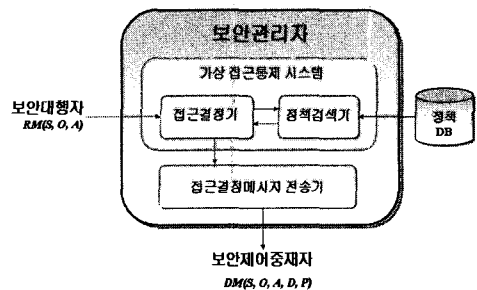 보안관리자
가상 접근통제 시스템
보안대행자
RM(S, O, A)
접근결정기
정책검색기
정책
DB
접근결정메시지 전송기
보안제어중재자
DM(S, O, A, D, P)